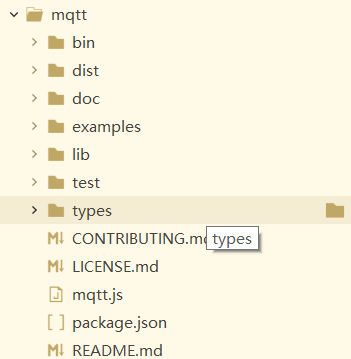 mqtt
bin
dist
doc
examples
lib
test
types
CONTRIBUTING.md
types
LICENSE.md
mqtt.js
package.json
README.md